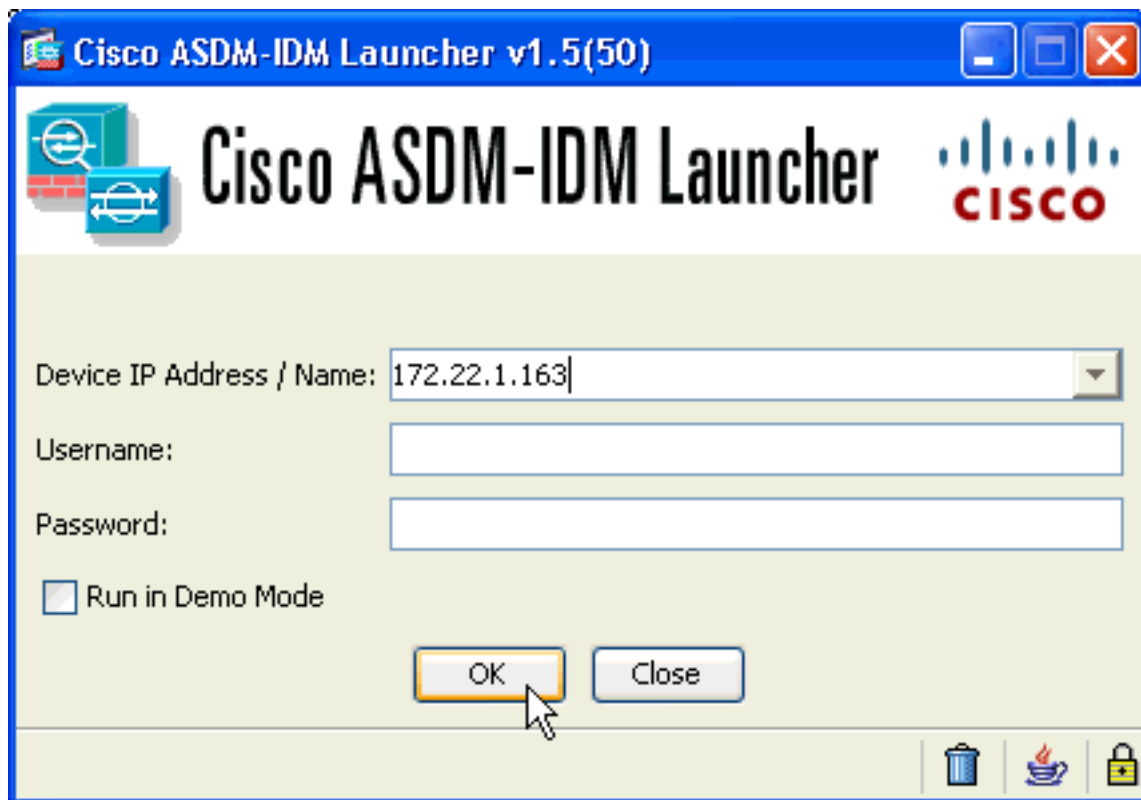 Cisco ASDM-IDM Launcher v1.5(50)
Cisco ASDM-IDM Launcher
CISCO
Device IP Address / Name: 172.22.1.163
Username:
Password:
Run in Demo Mode
OK Close